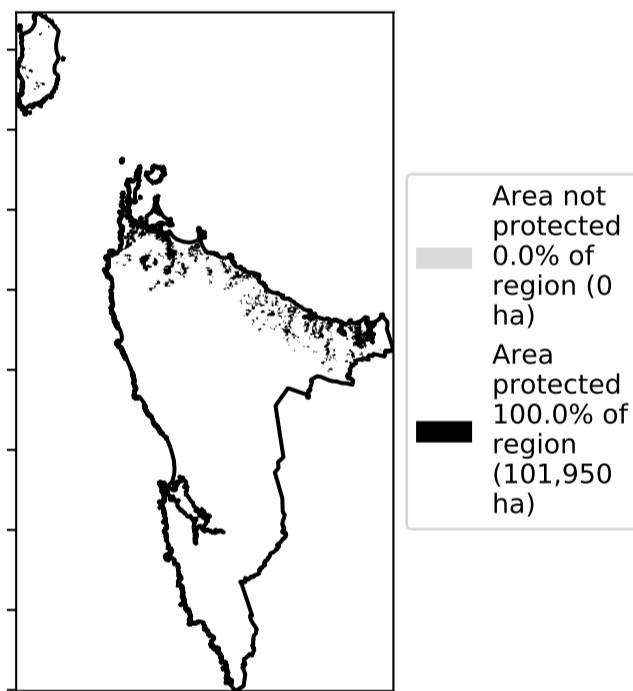 Area not
protected
0.0% of
region (0
ha)
Area
protected
100.0% of
region
(101,950
ha)